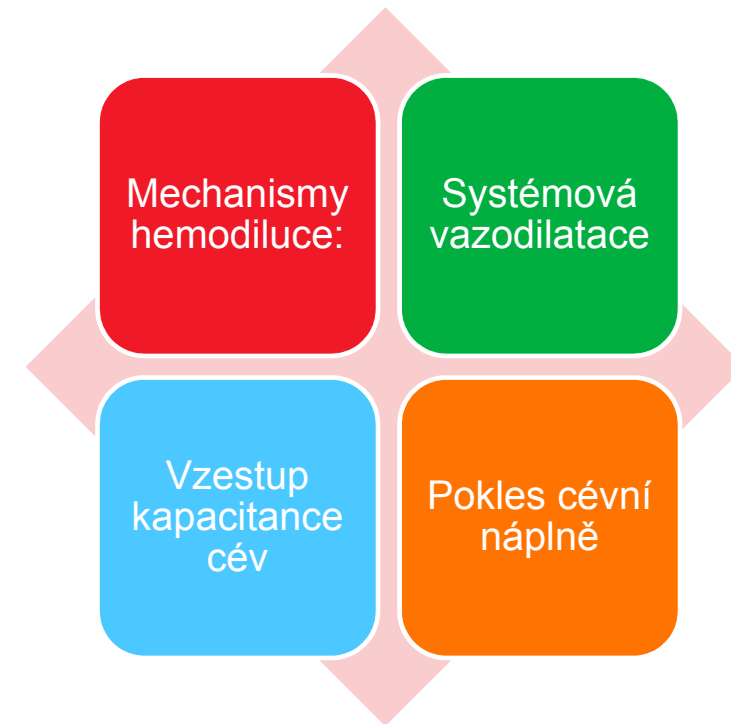 Mechanismy
hemodiluce:
Systémová
vazodilatace
Vzestup
kapacitance
cév
Pokles cévní
náplně